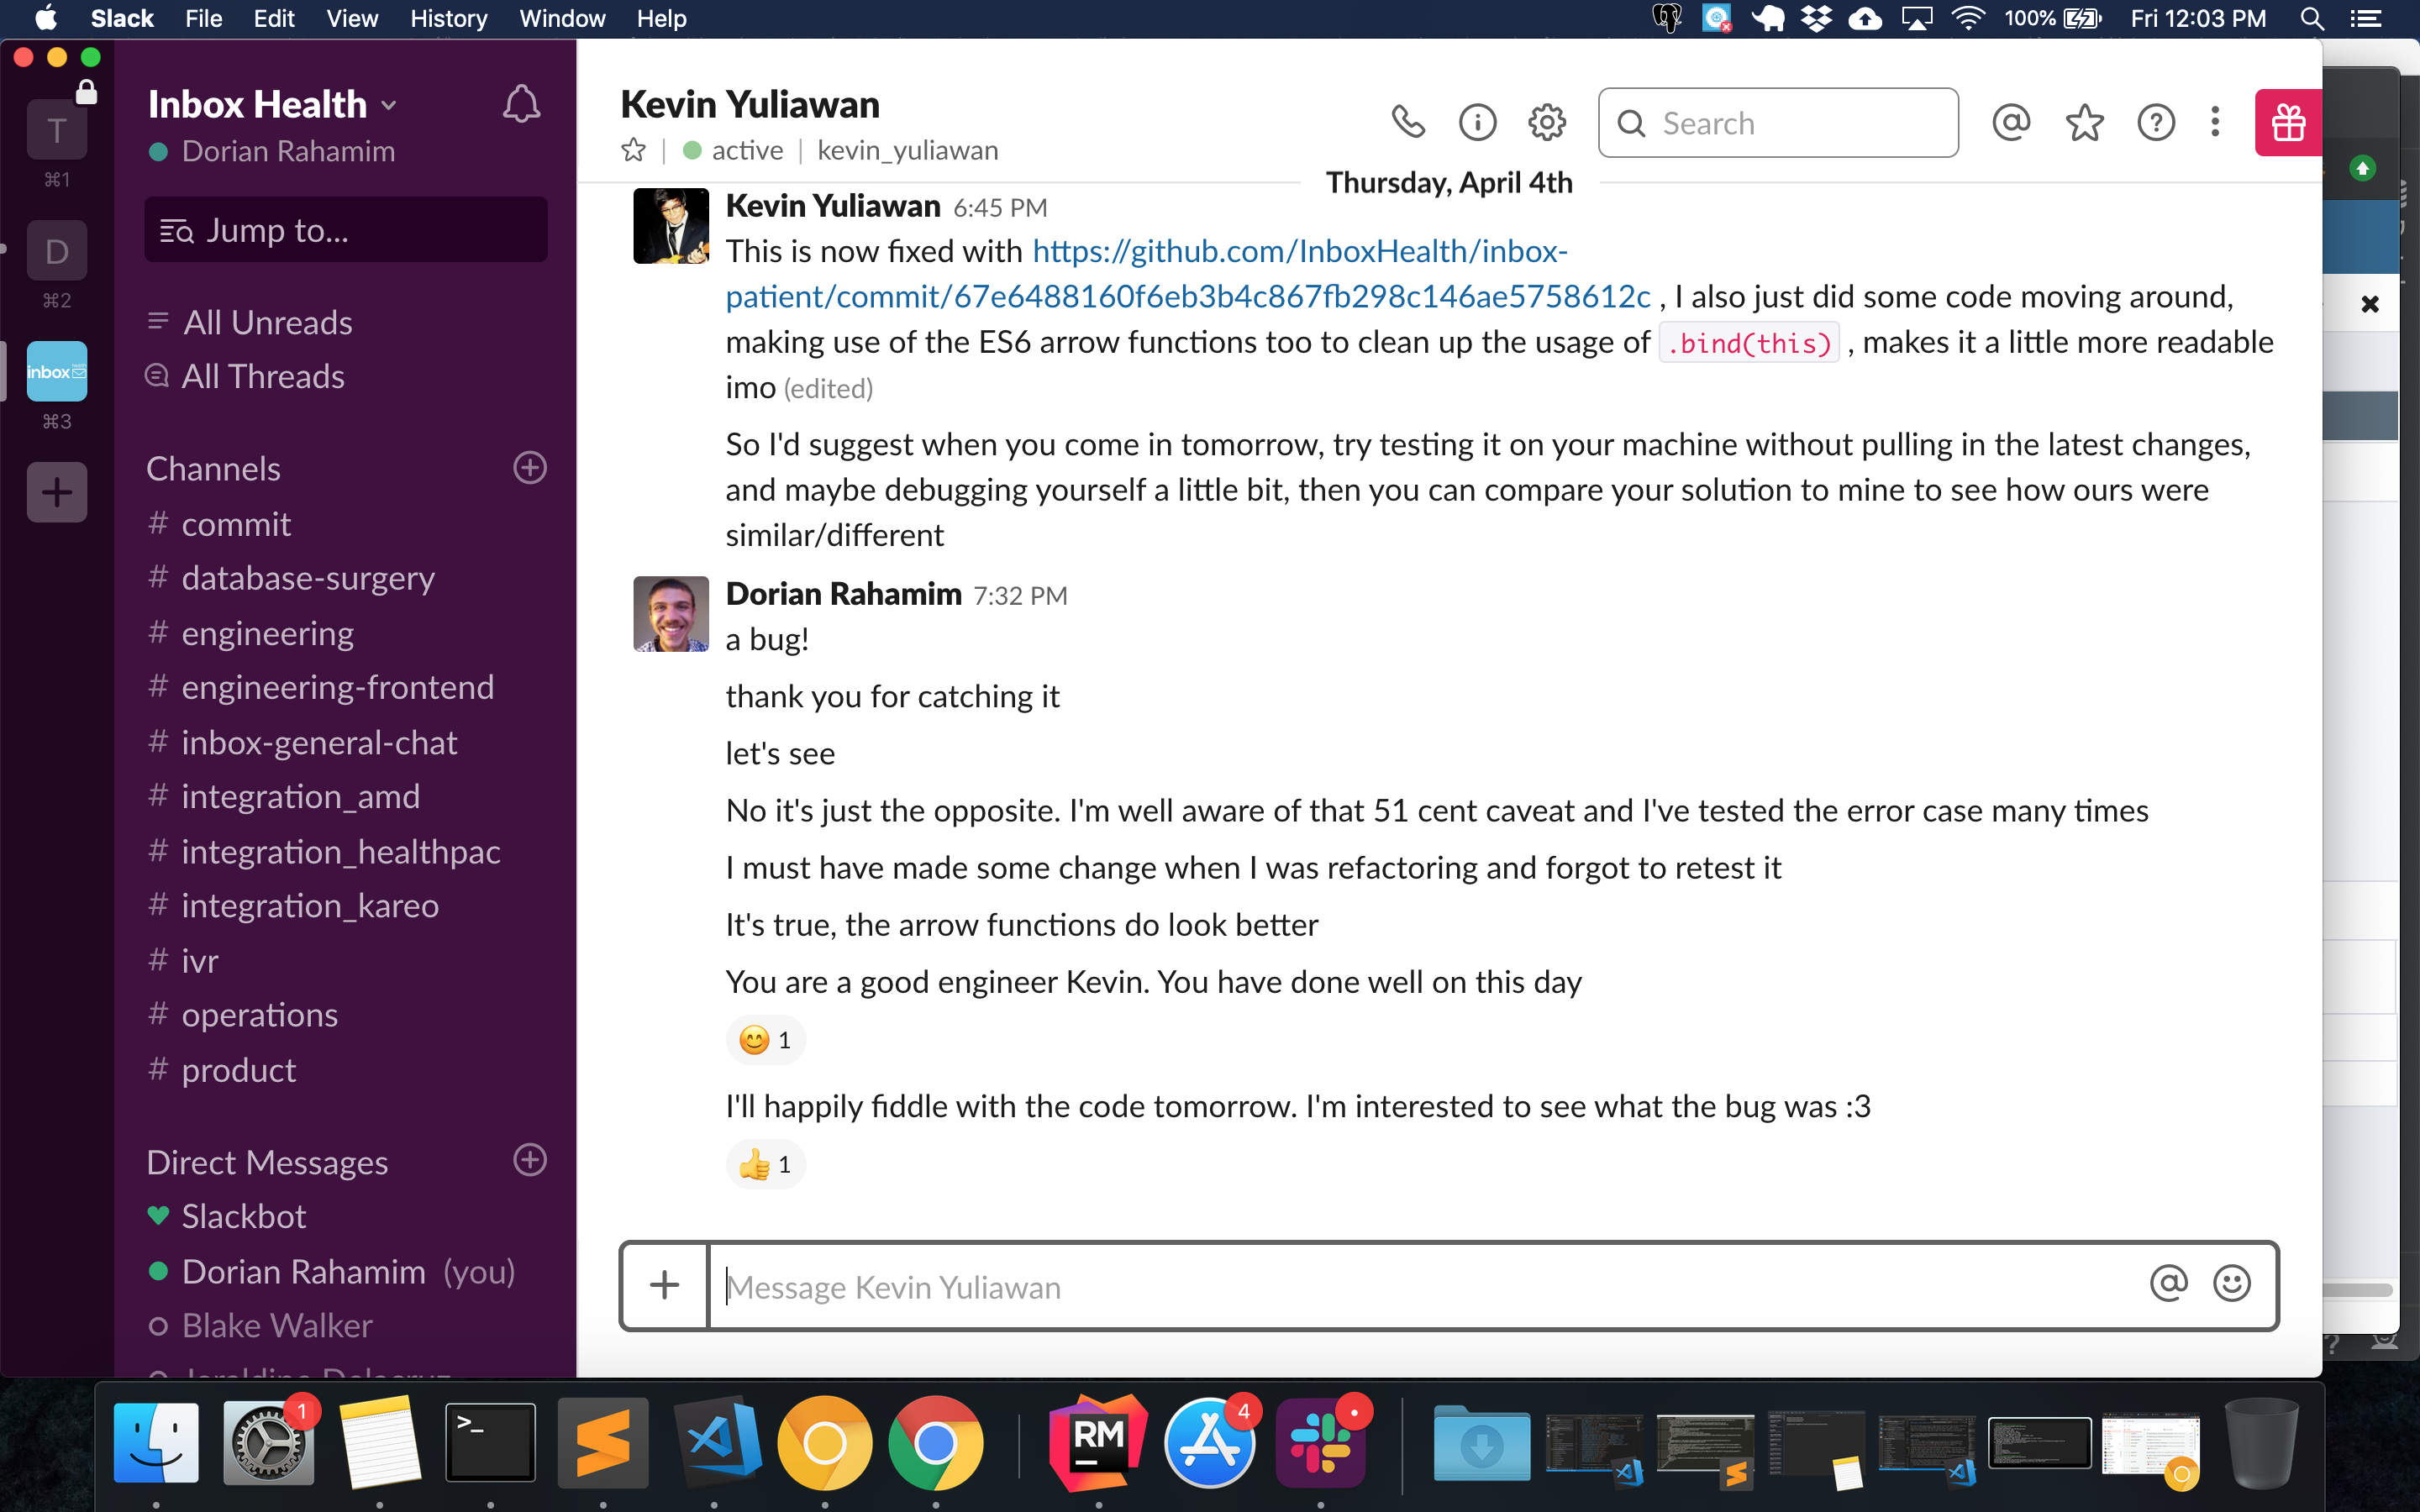 Slack File Edit View History Window Help 100% Fri 12:03 PM
T
⌘1
D
⌘2
inbox
⌘3
Inbox Health
Dorian Rahamim
Jump to...
All Unreads
All Threads
Channels
# commit
# database-surgery
# engineering
# engineering-frontend
# inbox-general-chat
# integration_amd
# integration_healthpac
# integration_kareo
# ivr
# operations
# product
Direct Messages
Slackbot
Dorian Rahamim (you)
Blake Walker
Kevin Yuliawan
active | kevin_yuliawan
Search
Thursday, April 4th
Kevin Yuliawan 6:45 PM
This is now fixed with https://github.com/InboxHealth/inbox-
patient/commit/67e6488160f6eb3b4c867fb298c146ae5758612c , I also just did some code moving around,
making use of the ES6 arrow functions too to clean up the usage of .bind(this) , makes it a little more readable
imo (edited)
So I'd suggest when you come in tomorrow, try testing it on your machine without pulling in the latest changes,
and maybe debugging yourself a little bit, then you can compare your solution to mine to see how ours were
similar/different
Dorian Rahamim 7:32 PM
a bug!
thank you for catching it
let's see
No it's just the opposite. I'm well aware of that 51 cent caveat and I've tested the error case many times
I must have made some change when I was refactoring and forgot to retest it
It's true, the arrow functions do look better
You are a good engineer Kevin. You have done well on this day
😊 1
I'll happily fiddle with the code tomorrow. I'm interested to see what the bug was :3
👍 1
Message Kevin Yuliawan
1
>_
RM
4